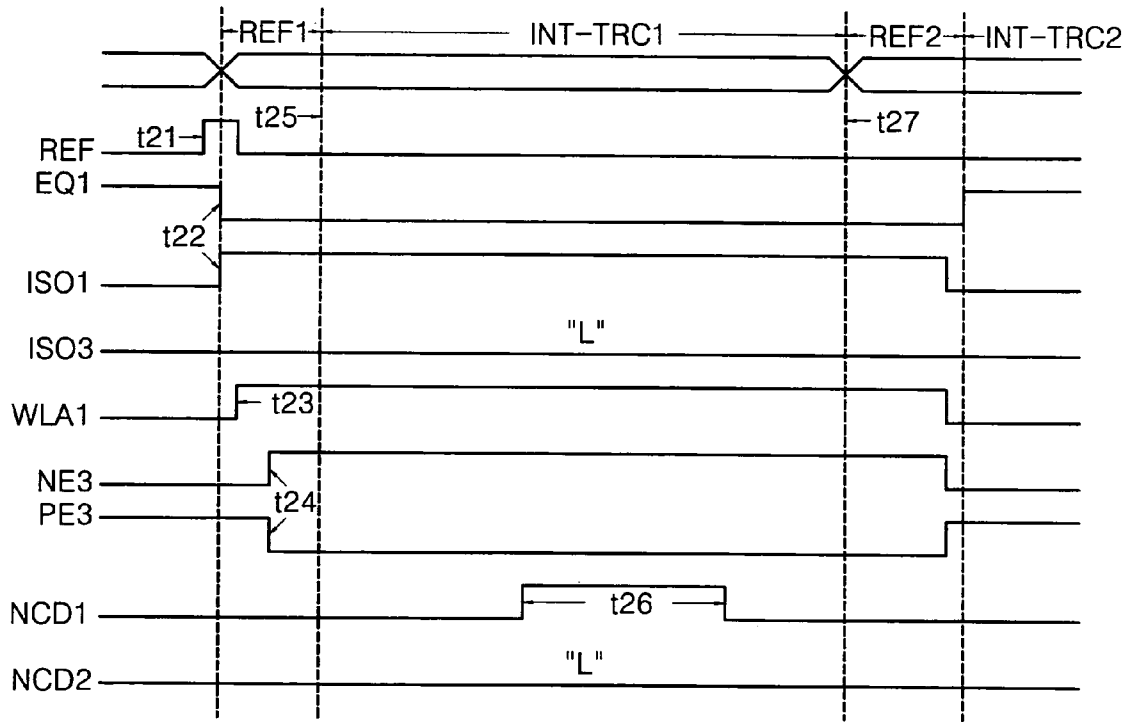 REF1 INT-TRC1 REF2 INT-TRC2
t25 t27
t21
REF
EQ1
t22
ISO1
"L"
ISO3
t23
WLA1
NE3
t24
PE3
t26
NCD1
"L"
NCD2